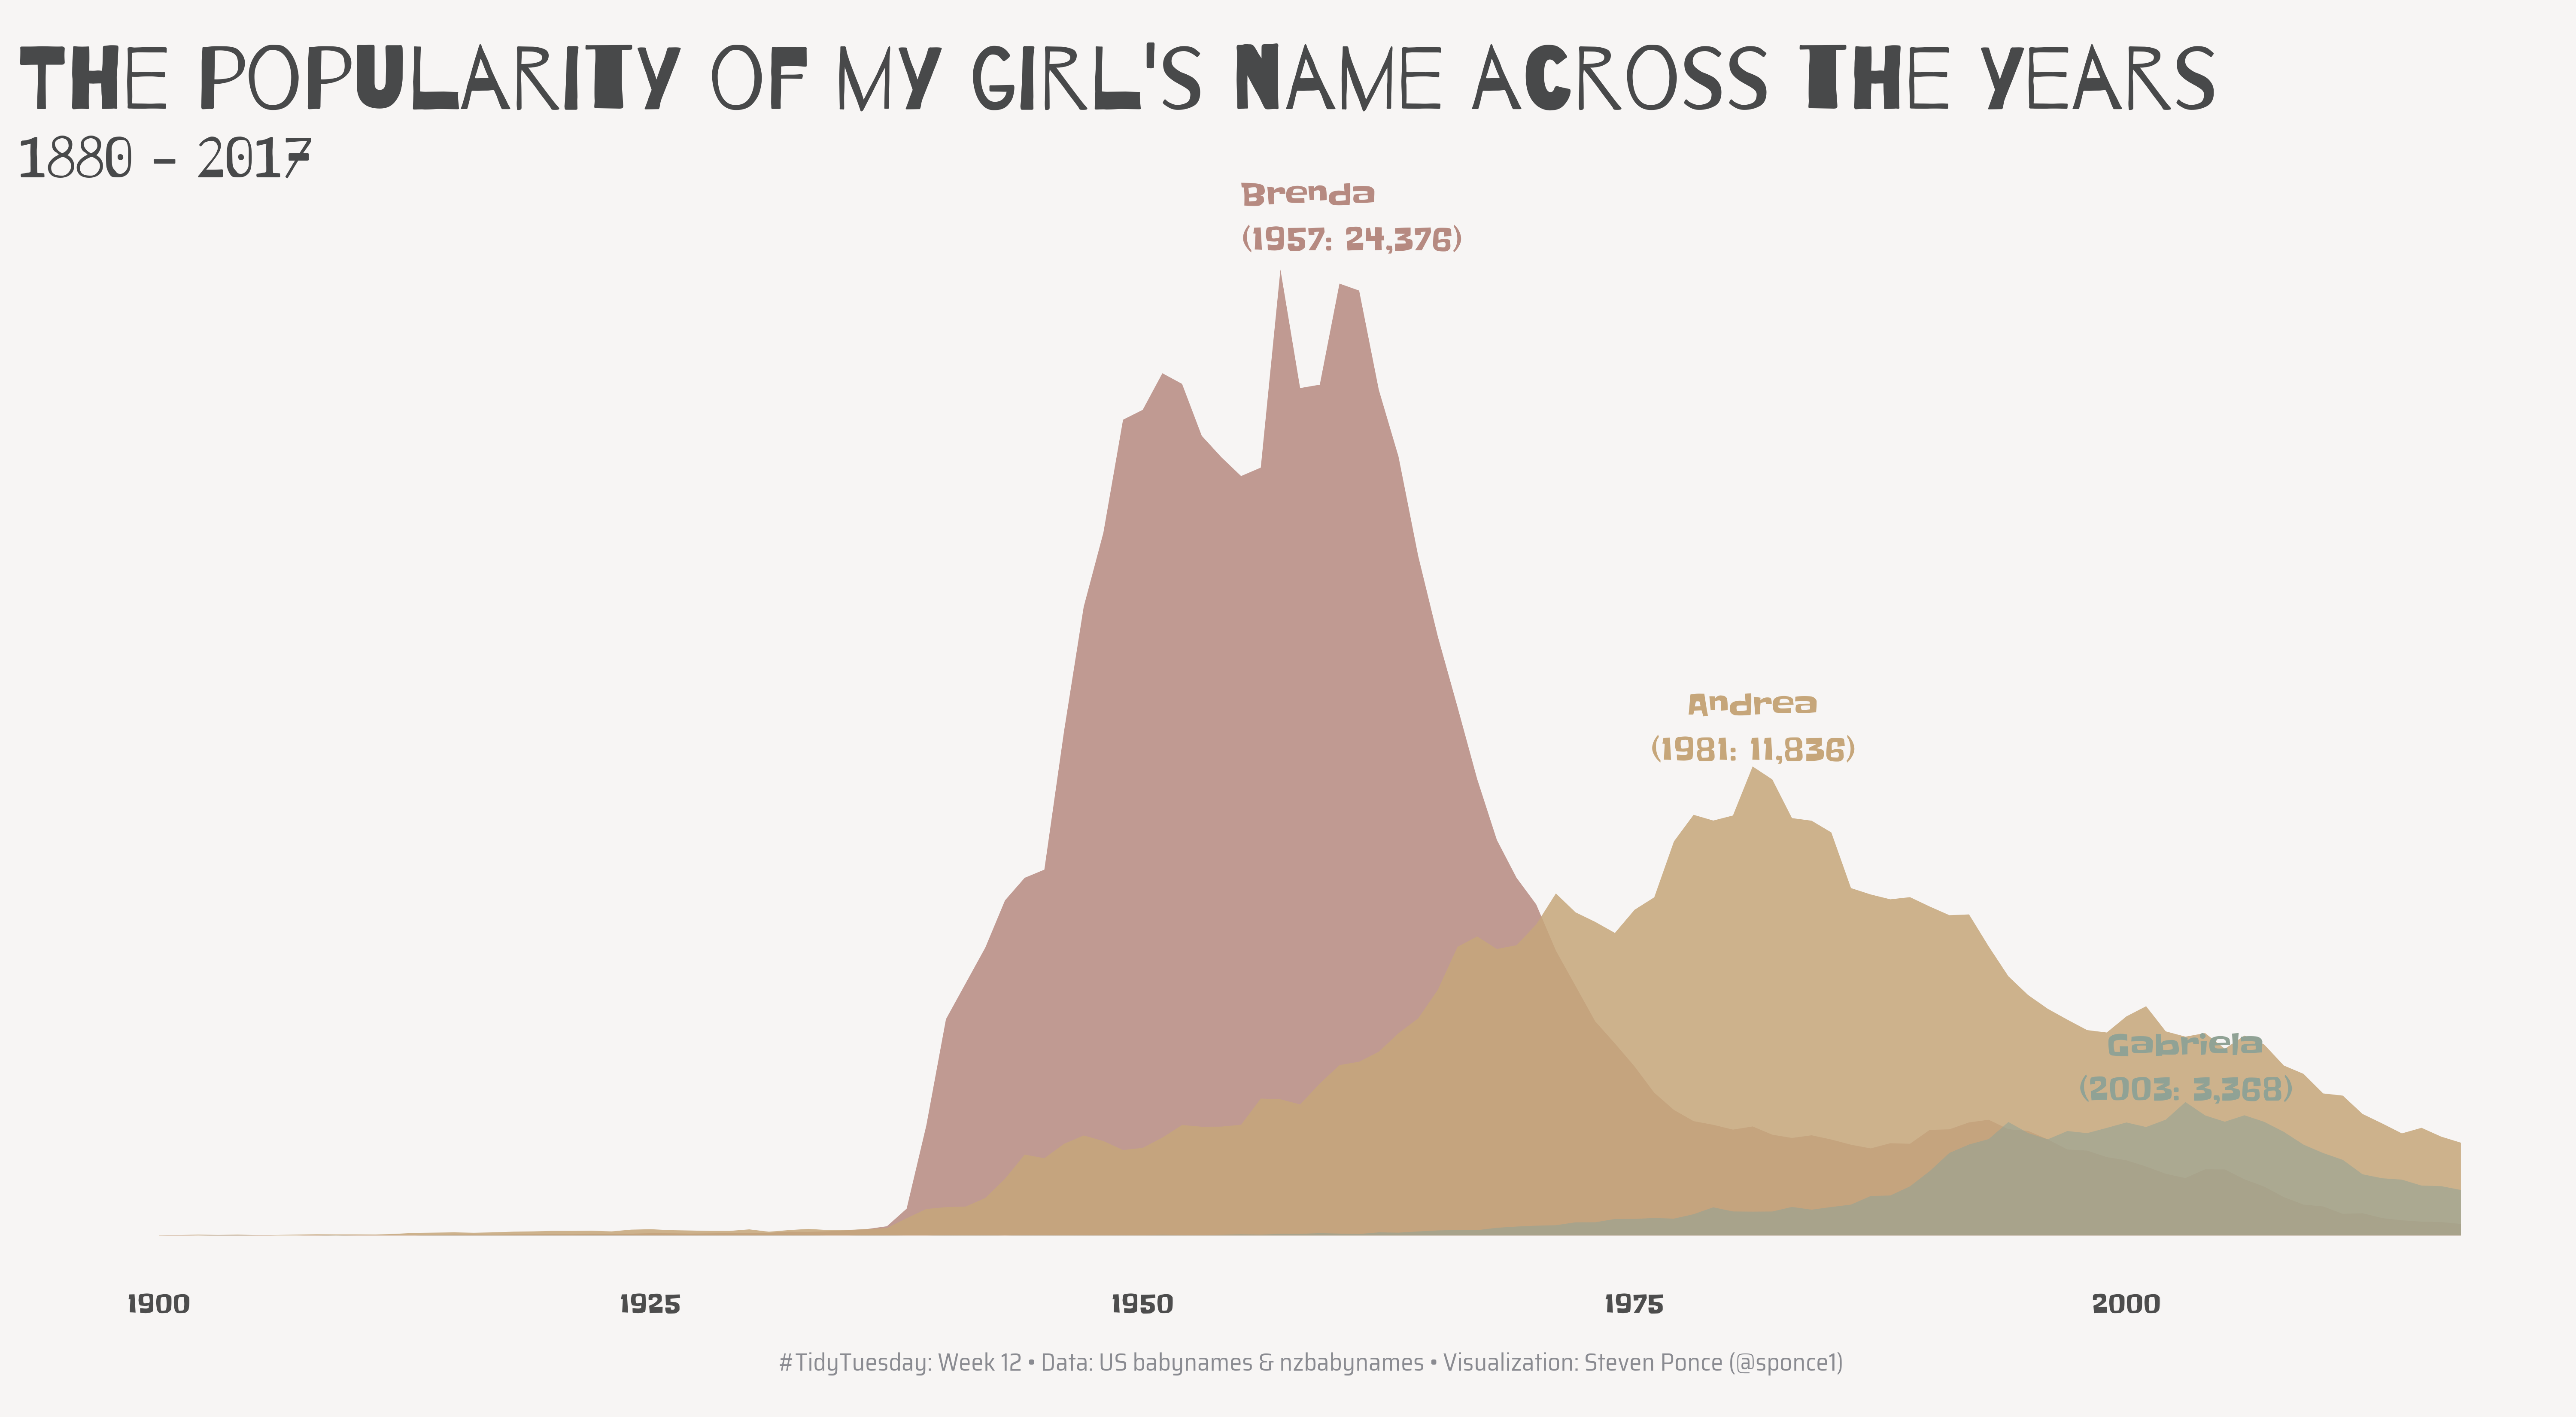 THE POPULARITY OF MY GIRL'S NAME ACROSS THE YEARS
1880 - 2017
Brenda
(1957: 24,376)
Andrea
(1981: 11,836)
Gabriela
(2003: 3,368)
1900 1925 1950 1975 2000
#TidyTuesday: Week 12 • Data: US babynames & nzbabynames • Visualization: Steven Ponce (@sponce1)